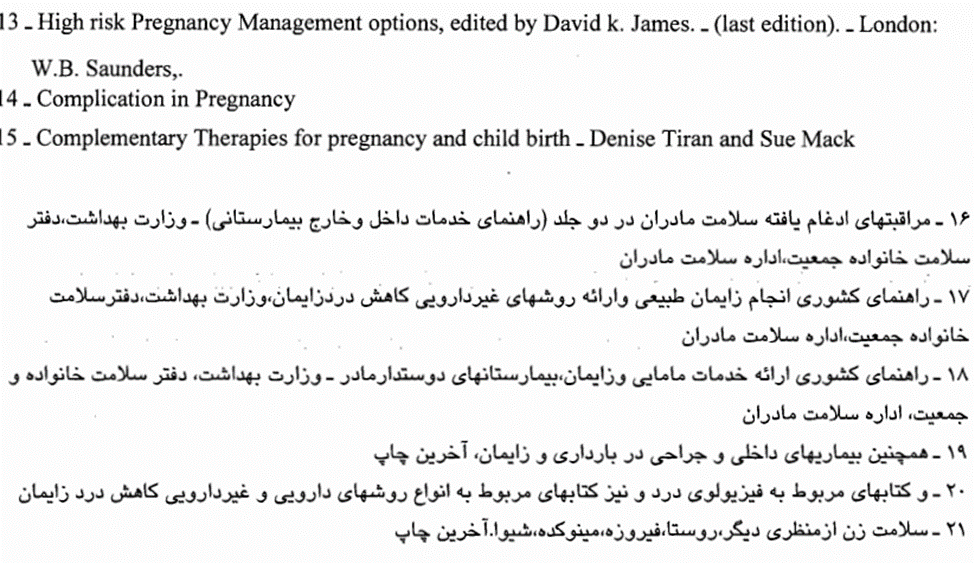 13 ـ High risk Pregnancy Management options, edited by David k. James. ـ (last edition). ـ London:
W.B. Saunders,.
14 ـ Complication in Pregnancy
15 ـ Complementary Therapies for pregnancy and child birth ـ Denise Tiran and Sue Mack
۱۶ ـ مراقبتهای ادغام یافته سلامت مادران در دو جلد (راهنمای خدمات داخل وخارج بیمارستانی) ـ وزارت بهداشت،دفتر
سلامت خانواده جمعیت،اداره سلامت مادران
۱۷ ـ راهنمای کشوری انجام زایمان طبیعی وارائه روشهای غیردارویی کاهش دردزایمان،وزارت بهداشت،دفترسلامت
خانواده جمعیت،اداره سلامت مادران
۱۸ ـ راهنمای کشوری ارائه خدمات مامایی وزایمان،بیمارستانهای دوستدارمادر ـ وزارت بهداشت، دفتر سلامت خانواده و
جمعیت، اداره سلامت مادران
۱۹ ـ همچنین بیماریهای داخلی و جراحی در بارداری و زایمان، آخرین چاپ
۲۰ ـ و کتابهای مربوط به فیزیولوی درد و نیز کتابهای مربوط به انواع روشهای دارویی و غیردارویی کاهش درد زایمان
۲۱ ـ سلامت زن ازمنظری دیگر،روستا،فیروزه،مینوکده،شیوا.آخرین چاپ